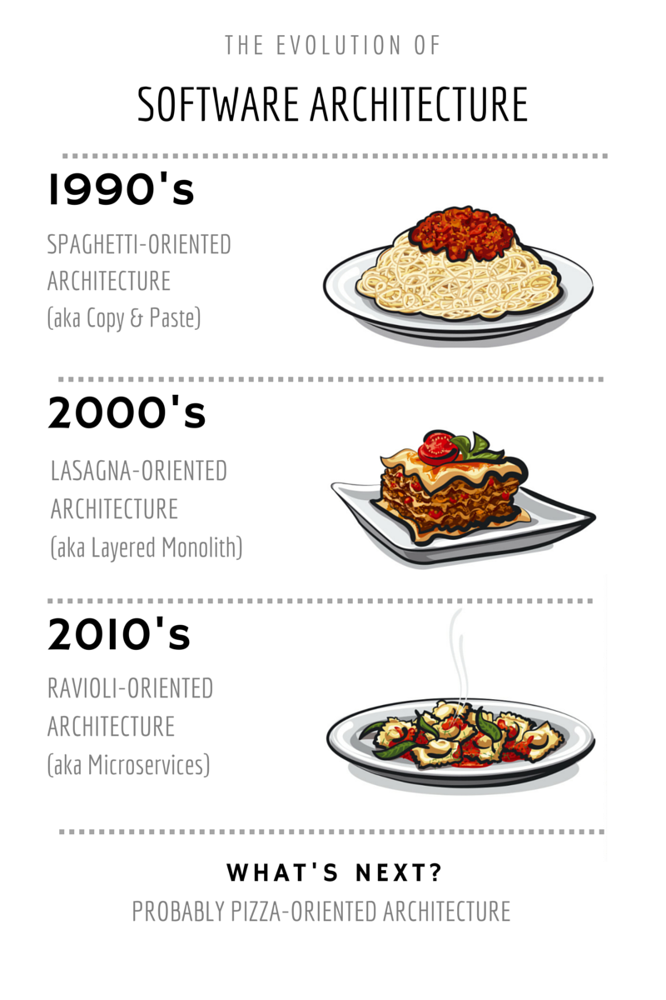 THE EVOLUTION OF
SOFTWARE ARCHITECTURE
1990's
SPAGHETTI-ORIENTED
ARCHITECTURE
(aka Copy & Paste)
2000's
LASAGNA-ORIENTED
ARCHITECTURE
(aka Layered Monolith)
2010's
RAVIOLI-ORIENTED
ARCHITECTURE
(aka Microservices)
WHAT'S NEXT?
PROBABLY PIZZA-ORIENTED ARCHITECTURE